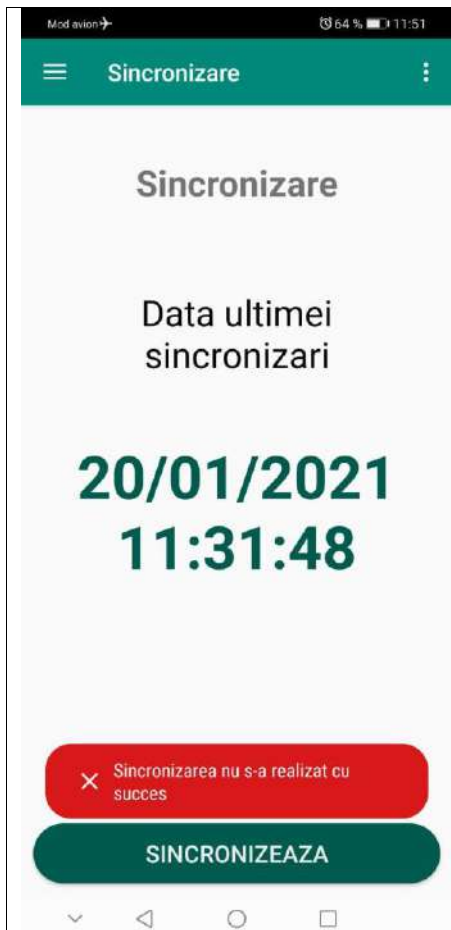 Mod avion 64 % 11:51
Sincronizare
Sincronizare
Data ultimei
sincronizari
20/01/2021
11:31:48
Sincronizarea nu s-a realizat cu
succes
SINCRONIZEAZA